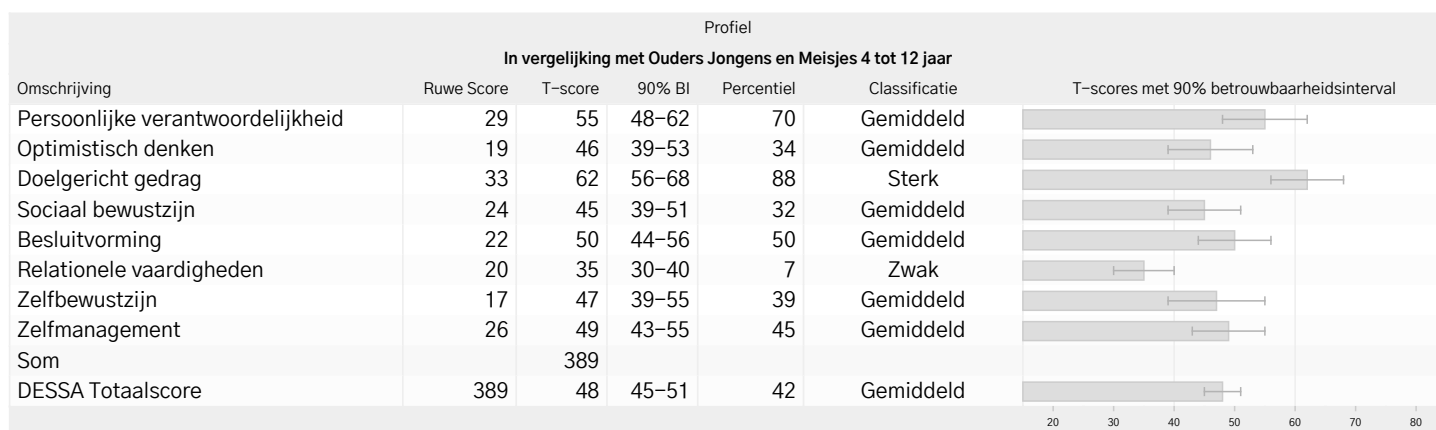 Profiel
In vergelijking met Ouders Jongens en Meisjes 4 tot 12 jaar
Omschrijving Ruwe Score T-score 90% BI Percentiel Classificatie T-scores met 90% betrouwbaarheidsinterval
Persoonlijke verantwoordelijkheid 29 55 48-62 70 Gemiddeld
Optimistisch denken 19 46 39-53 34 Gemiddeld
Doelgericht gedrag 33 62 56-68 88 Sterk
Sociaal bewustzijn 24 45 39-51 32 Gemiddeld
Besluitvorming 22 50 44-56 50 Gemiddeld
Relationele vaardigheden 20 35 30-40 7 Zwak
Zelfbewustzijn 17 47 39-55 39 Gemiddeld
Zelfmanagement 26 49 43-55 45 Gemiddeld
Som 389
DESSA Totaalscore 389 48 45-51 42 Gemiddeld
20 30 40 50 60 70 80